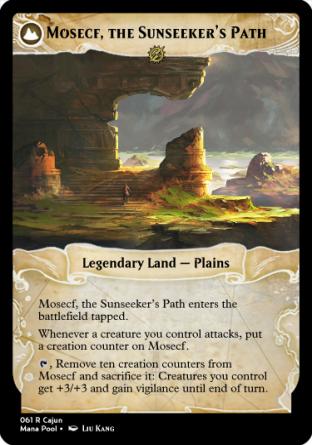 Mosecf, the Sunseeker's Path
Legendary Land — Plains
Mosecf, the Sunseeker's Path enters the
battlefield tapped.
Whenever a creature you control attacks, put
a creation counter on Mosecf.
, Remove ten creation counters from
Mosecf and sacrifice it: Creatures you control
get +3/+3 and gain vigilance until end of turn.
061 R Cajun
Mana Pool • Liu Kang